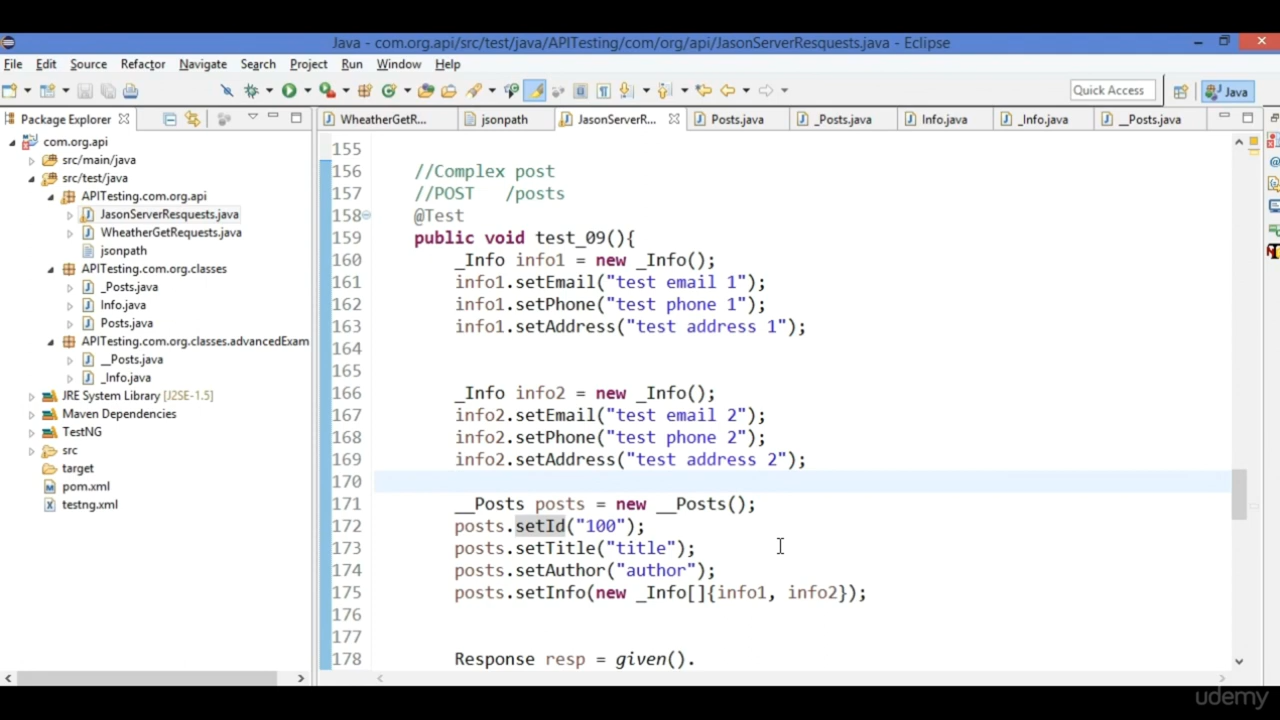 Java - com.org.api/src/test/java/APITesting/com/org/api/JasonServerResquests.java - Eclipse
File Edit Source Refactor Navigate Search Project Run Window Help
Quick Access Java
Package Explorer
WheatherGetR... jsonpath JasonServerR... Posts.java _Posts.java Info.java _Info.java __Posts.java
com.org.api
src/main/java
src/test/java
APITesting.com.org.api
JasonServerResquests.java
WheatherGetRequests.java
jsonpath
APITesting.com.org.classes
_Posts.java
Info.java
Posts.java
APITesting.com.org.classes.advancedExam
__Posts.java
_Info.java
JRE System Library [J2SE-1.5]
Maven Dependencies
TestNG
src
target
pom.xml
testng.xml
155
156 //Complex post
157 //POST /posts
158 @Test
159 public void test_09(){
160 _Info info1 = new _Info();
161 info1.setEmail("test email 1");
162 info1.setPhone("test phone 1");
163 info1.setAddress("test address 1");
164
165
166 _Info info2 = new _Info();
167 info2.setEmail("test email 2");
168 info2.setPhone("test phone 2");
169 info2.setAddress("test address 2");
170
171 __Posts posts = new __Posts();
172 posts.setId("100");
173 posts.setTitle("title");
174 posts.setAuthor("author");
175 posts.setInfo(new _Info[]{info1, info2});
176
177
178 Response resp = given().
udemy